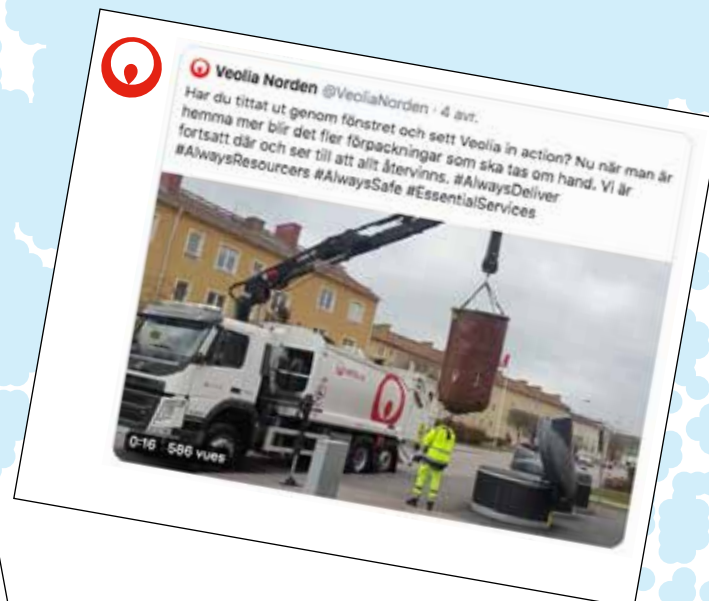 Veolia Norden @VeoliaNorden · 4 avr.
Har du tittat ut genom fönstret och sett Veolia in action? Nu när man är
hemma mer blir det fler förpackningar som ska tas om hand. Vi är
fortsatt där och ser till att allt återvinns. #AlwaysDeliver
#AlwaysResourcers #AlwaysSafe #EssentialServices
VEOLIA
0:16 586 vues